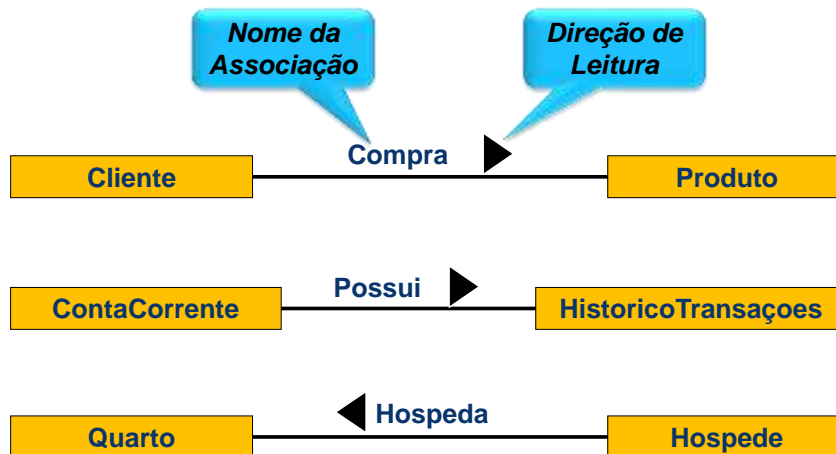 Nome da
Associação
Direção de
Leitura
Compra
Cliente
Produto
Possui
ContaCorrente
HistoricoTransaçoes
Hospeda
Quarto
Hospede